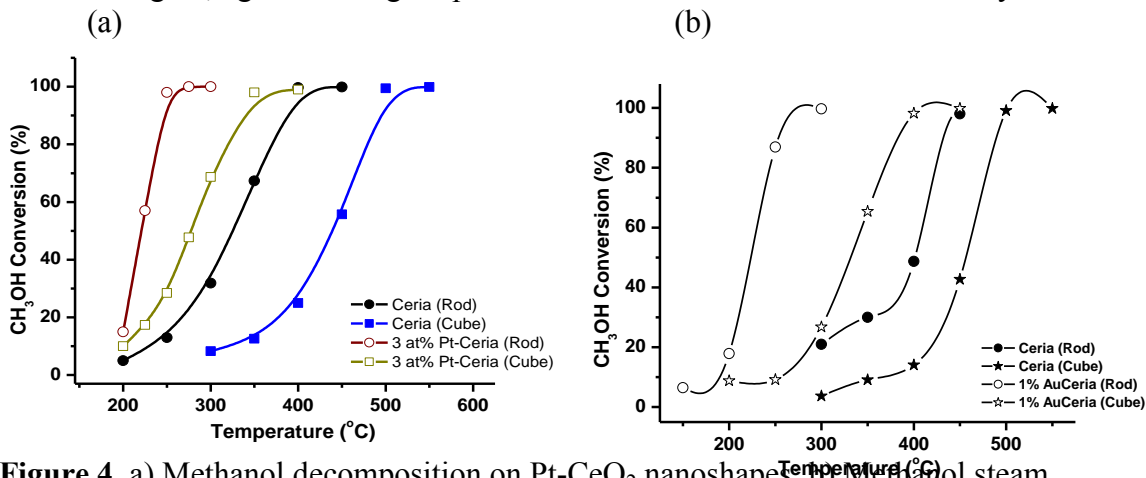 (a) (b)
100
80
60
40
20
0
CH3OH Conversion (%)
Ceria (Rod)
Ceria (Cube)
3 at% Pt-Ceria (Rod)
3 at% Pt-Ceria (Cube)
200 300 400 500 600
Temperature (°C)
100
80
60
40
20
0
CH3OH Conversion (%)
Ceria (Rod)
Ceria (Cube)
1% AuCeria (Rod)
1% AuCeria (Cube)
200 300 400 500
Temperature (°C)
Figure 4. a) Methanol decomposition on Pt-CeO2 nanoshapes. b) Methanol steam